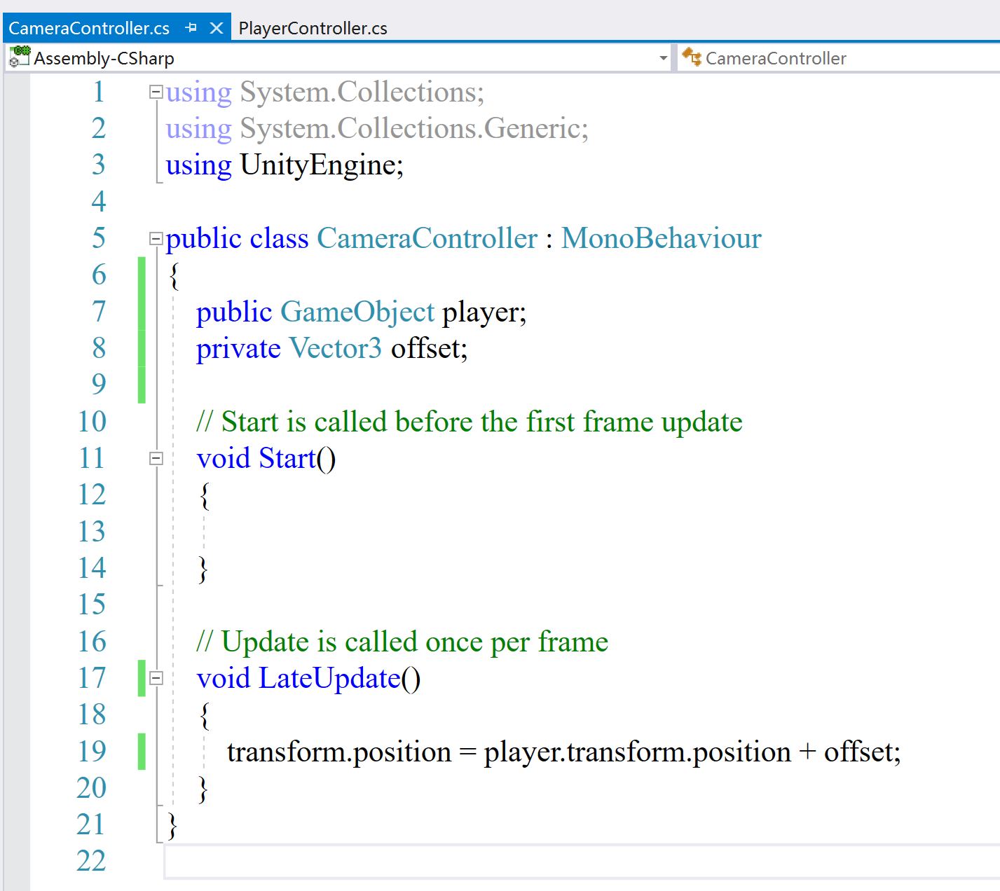 CameraController.cs PlayerController.cs
Assembly-CSharp CameraController
1 using System.Collections;
2 using System.Collections.Generic;
3 using UnityEngine;
4
5 public class CameraController : MonoBehaviour
6 {
7 public GameObject player;
8 private Vector3 offset;
9
10 // Start is called before the first frame update
11 void Start()
12 {
13
14 }
15
16 // Update is called once per frame
17 void LateUpdate()
18 {
19 transform.position = player.transform.position + offset;
20 }
21 }
22